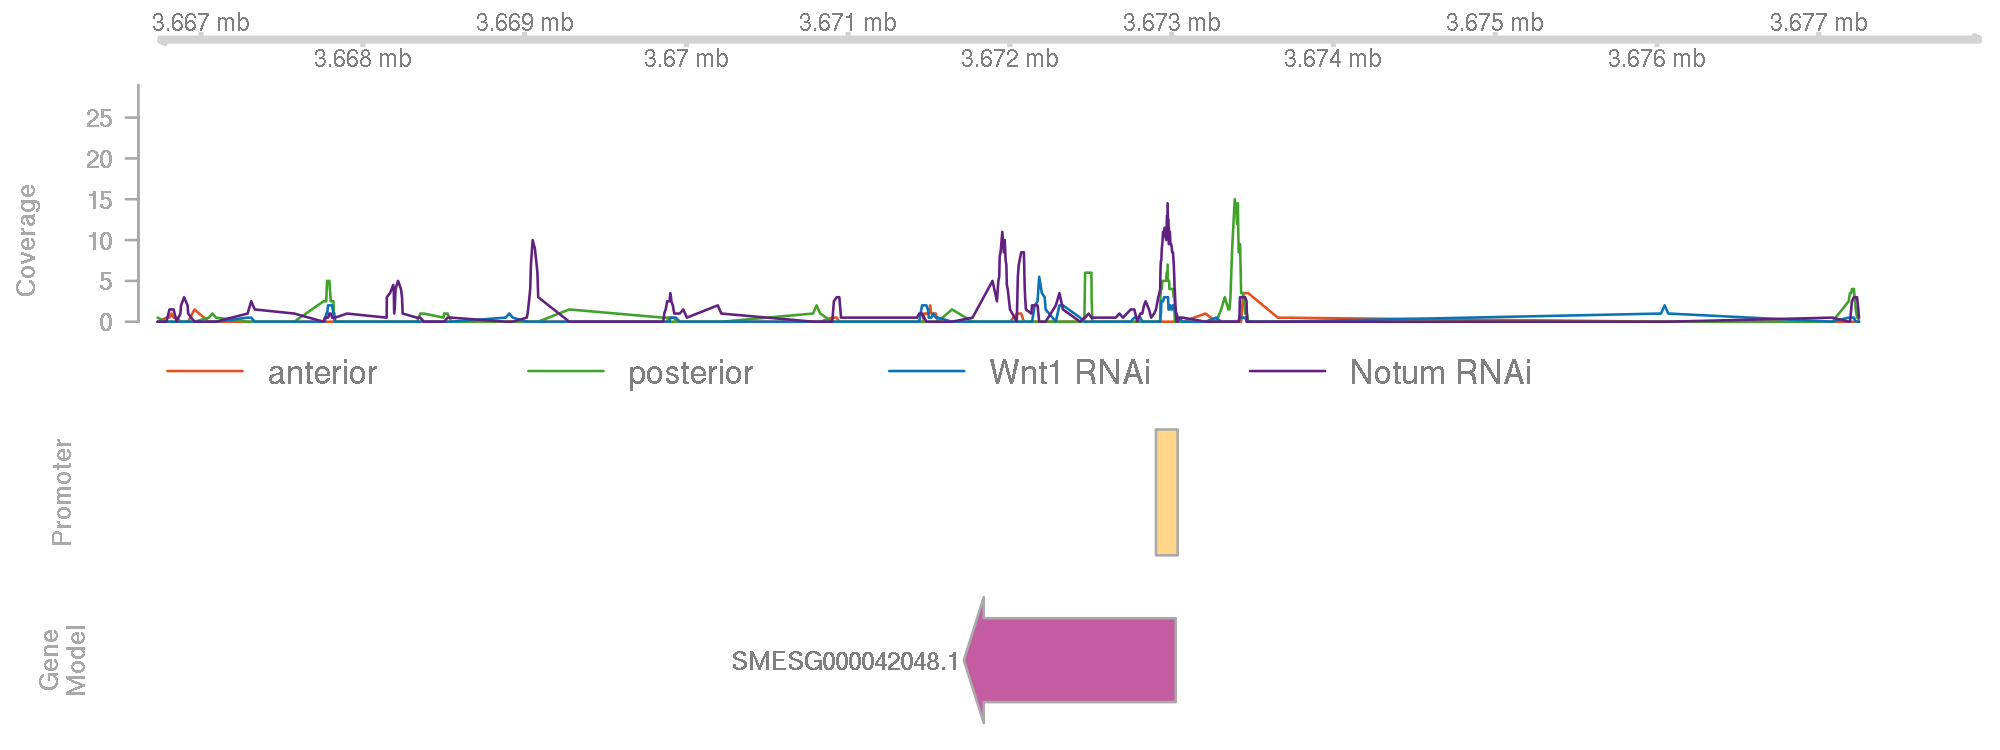 3.667 mb 3.669 mb 3.671 mb 3.673 mb 3.675 mb 3.677 mb
3.668 mb 3.67 mb 3.672 mb 3.674 mb 3.676 mb
Coverage
25
20
15
10
5
0
anterior posterior Wnt1 RNAi Notum RNAi
Promoter
Gene
Model
SMESG000042048.1